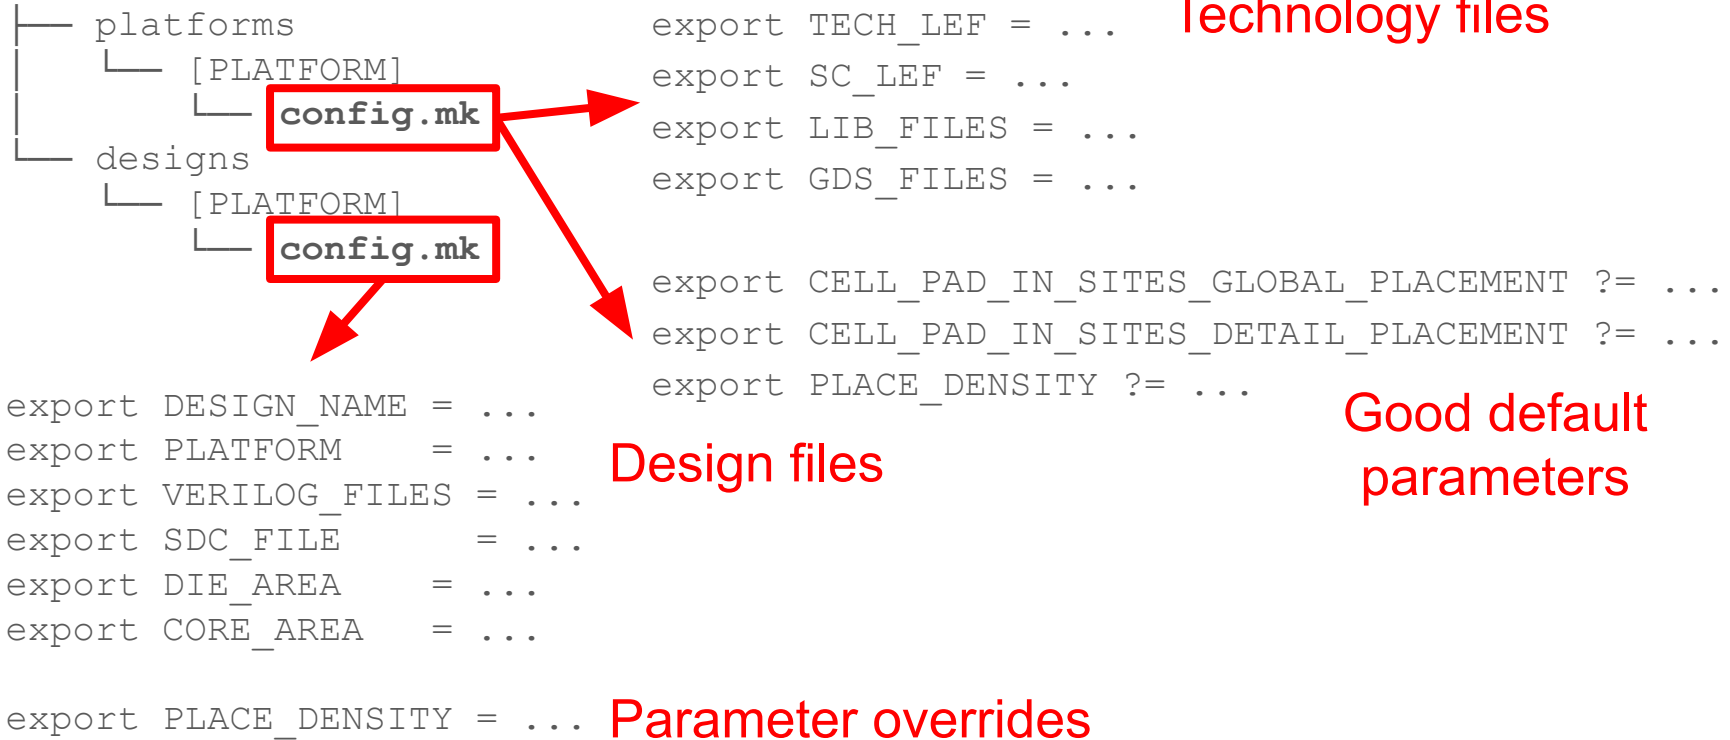 ├── platforms
│   └── [PLATFORM]
│       └── config.mk
└── designs
    └── [PLATFORM]
        └── config.mk
export TECH_LEF = ...
export SC_LEF = ...
export LIB_FILES = ...
export GDS_FILES = ...
Technology files
export CELL_PAD_IN_SITES_GLOBAL_PLACEMENT ?= ...
export CELL_PAD_IN_SITES_DETAIL_PLACEMENT ?= ...
export PLACE_DENSITY ?= ...
Good default
parameters
export DESIGN_NAME = ...
export PLATFORM    = ...
export VERILOG_FILES = ...
export SDC_FILE      = ...
export DIE_AREA    = ...
export CORE_AREA   = ...
Design files
export PLACE_DENSITY = ...
Parameter overrides